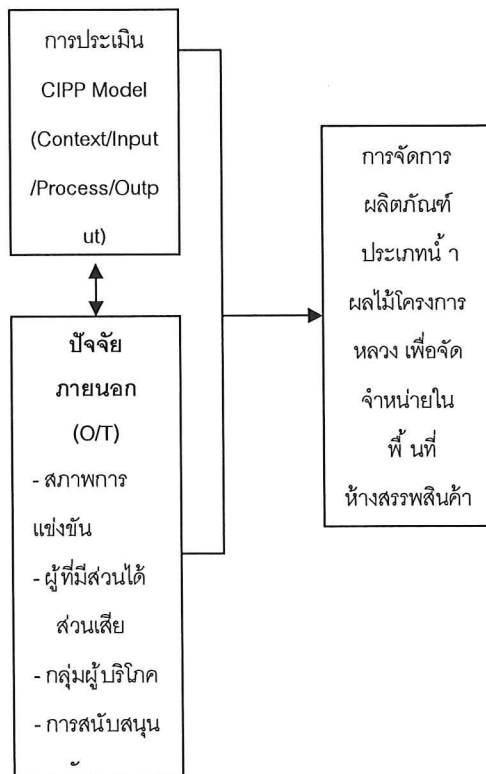 การประเมิน
CIPP Model
(Context/Input
/Process/Outp
ut)
ปัจจัย
ภายนอก
(O/T)
- สภาพการ
แข่งขัน
- ผู้ที่มีส่วนได้
ส่วนเสีย
- กลุ่มผู้บริโภค
- การสนับสนุน
การจัดการ
ผลิตภัณฑ์
ประเภทน้ำ
ผลไม้โครงการ
หลวง เพื่อจัด
จำหน่ายใน
พื้นที่
ห้างสรรพสินค้า